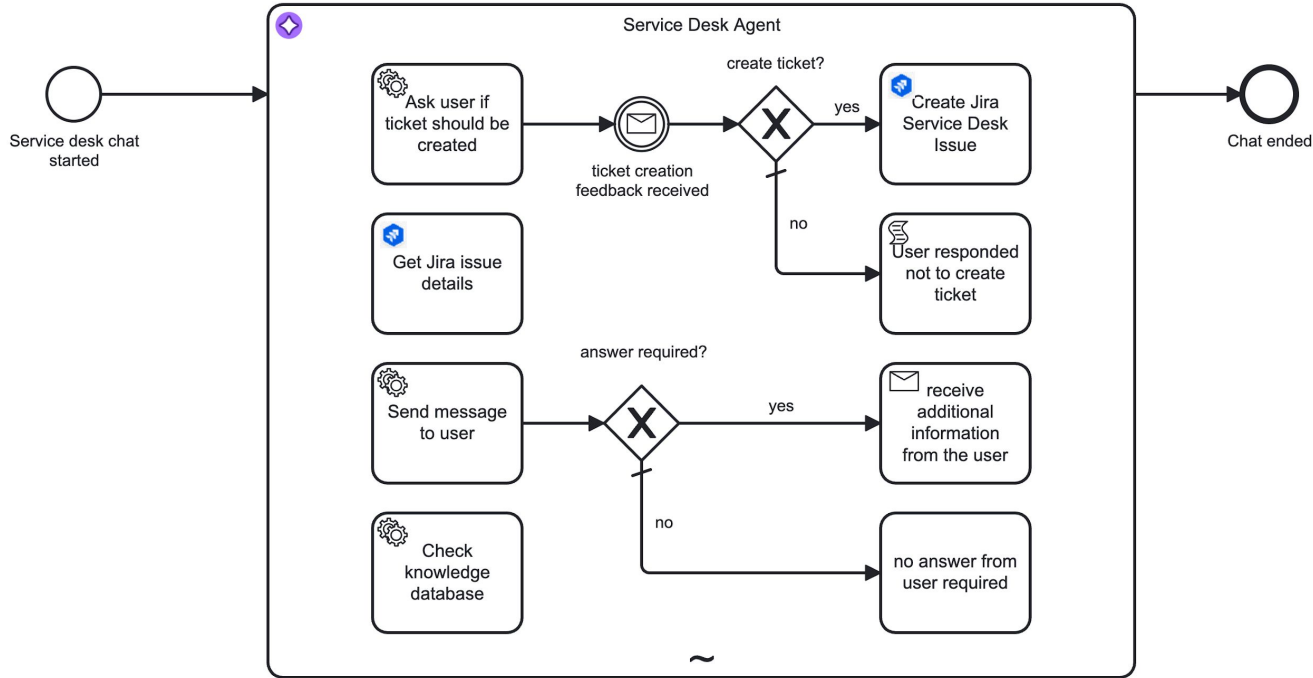 Service Desk Agent
Service desk chat
started
Ask user if
ticket should be
created
ticket creation
feedback received
create ticket?
yes
Create Jira
Service Desk
Issue
no
User responded
not to create
ticket
Chat ended
Get Jira issue
details
answer required?
Send message
to user
yes
receive
additional
information
from the user
no
no answer from
user required
Check
knowledge
database